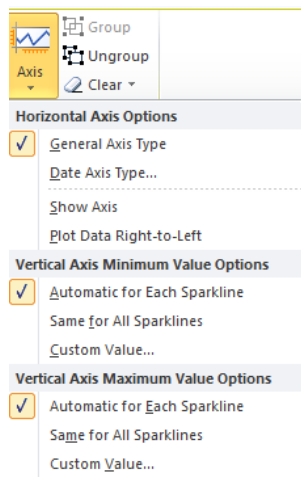 Group
Ungroup
Axis
Clear
Horizontal Axis Options
General Axis Type
Date Axis Type...
Show Axis
Plot Data Right-to-Left
Vertical Axis Minimum Value Options
Automatic for Each Sparkline
Same for All Sparklines
Custom Value...
Vertical Axis Maximum Value Options
Automatic for Each Sparkline
Same for All Sparklines
Custom Value...